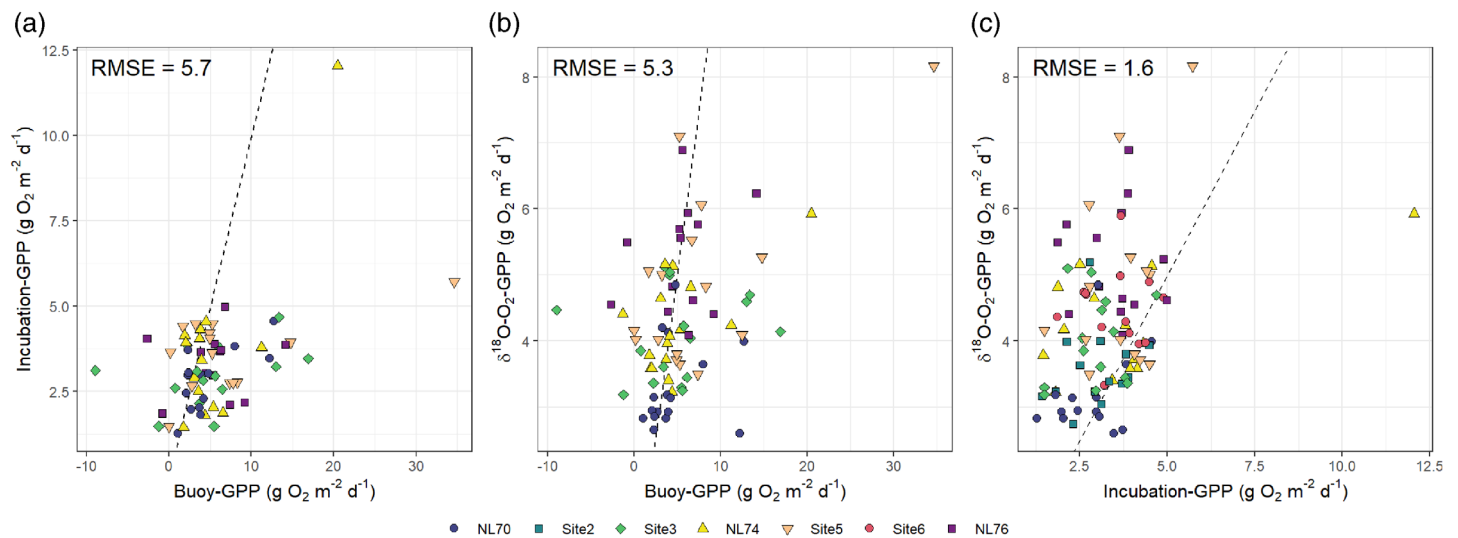 (a)
RMSE = 5.7
12.5
10.0
7.5
5.0
2.5
Incubation-GPP (g O₂ m⁻² d⁻¹)
-10 0 10 20 30
Buoy-GPP (g O₂ m⁻² d⁻¹)
(b)
RMSE = 5.3
8
6
4
δ¹⁸O-O₂-GPP (g O₂ m⁻² d⁻¹)
-10 0 10 20 30
Buoy-GPP (g O₂ m⁻² d⁻¹)
(c)
RMSE = 1.6
8
6
4
δ¹⁸O-O₂-GPP (g O₂ m⁻² d⁻¹)
2.5 5.0 7.5 10.0 12.5
Incubation-GPP (g O₂ m⁻² d⁻¹)
NL70 Site2 Site3 NL74 Site5 Site6 NL76